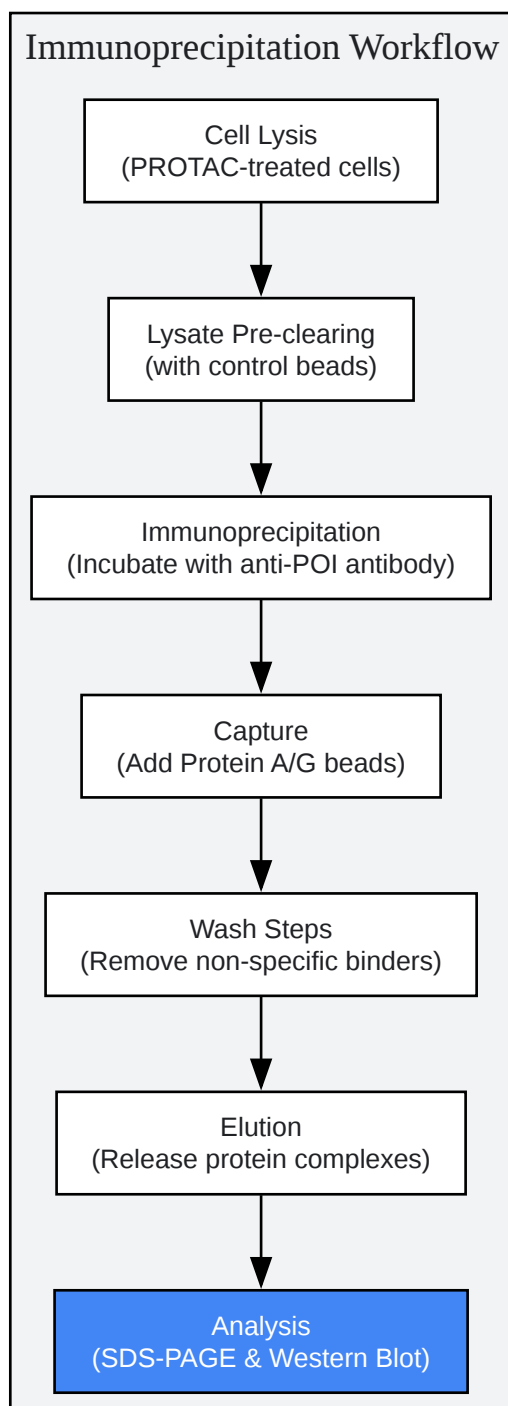 Immunoprecipitation Workflow
Cell Lysis
(PROTAC-treated cells)
Lysate Pre-clearing
(with control beads)
Immunoprecipitation
(Incubate with anti-POI antibody)
Capture
(Add Protein A/G beads)
Wash Steps
(Remove non-specific binders)
Elution
(Release protein complexes)
Analysis
(SDS-PAGE & Western Blot)